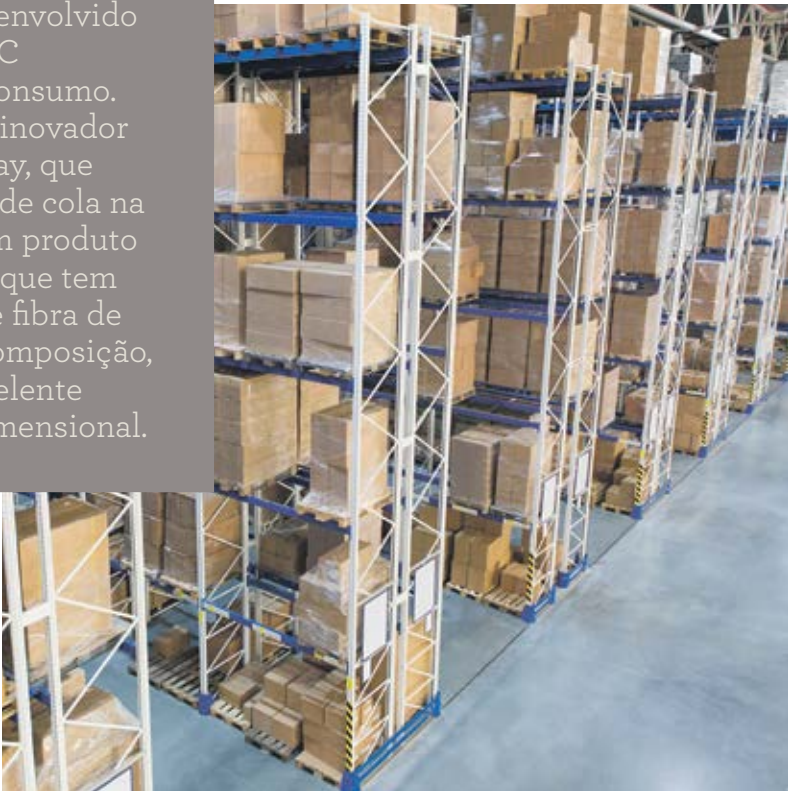 envolvido
C
onsumo.
inovador
ay, que
de cola na
m produto
que tem
e fibra de
omposição,
elente
mensional.